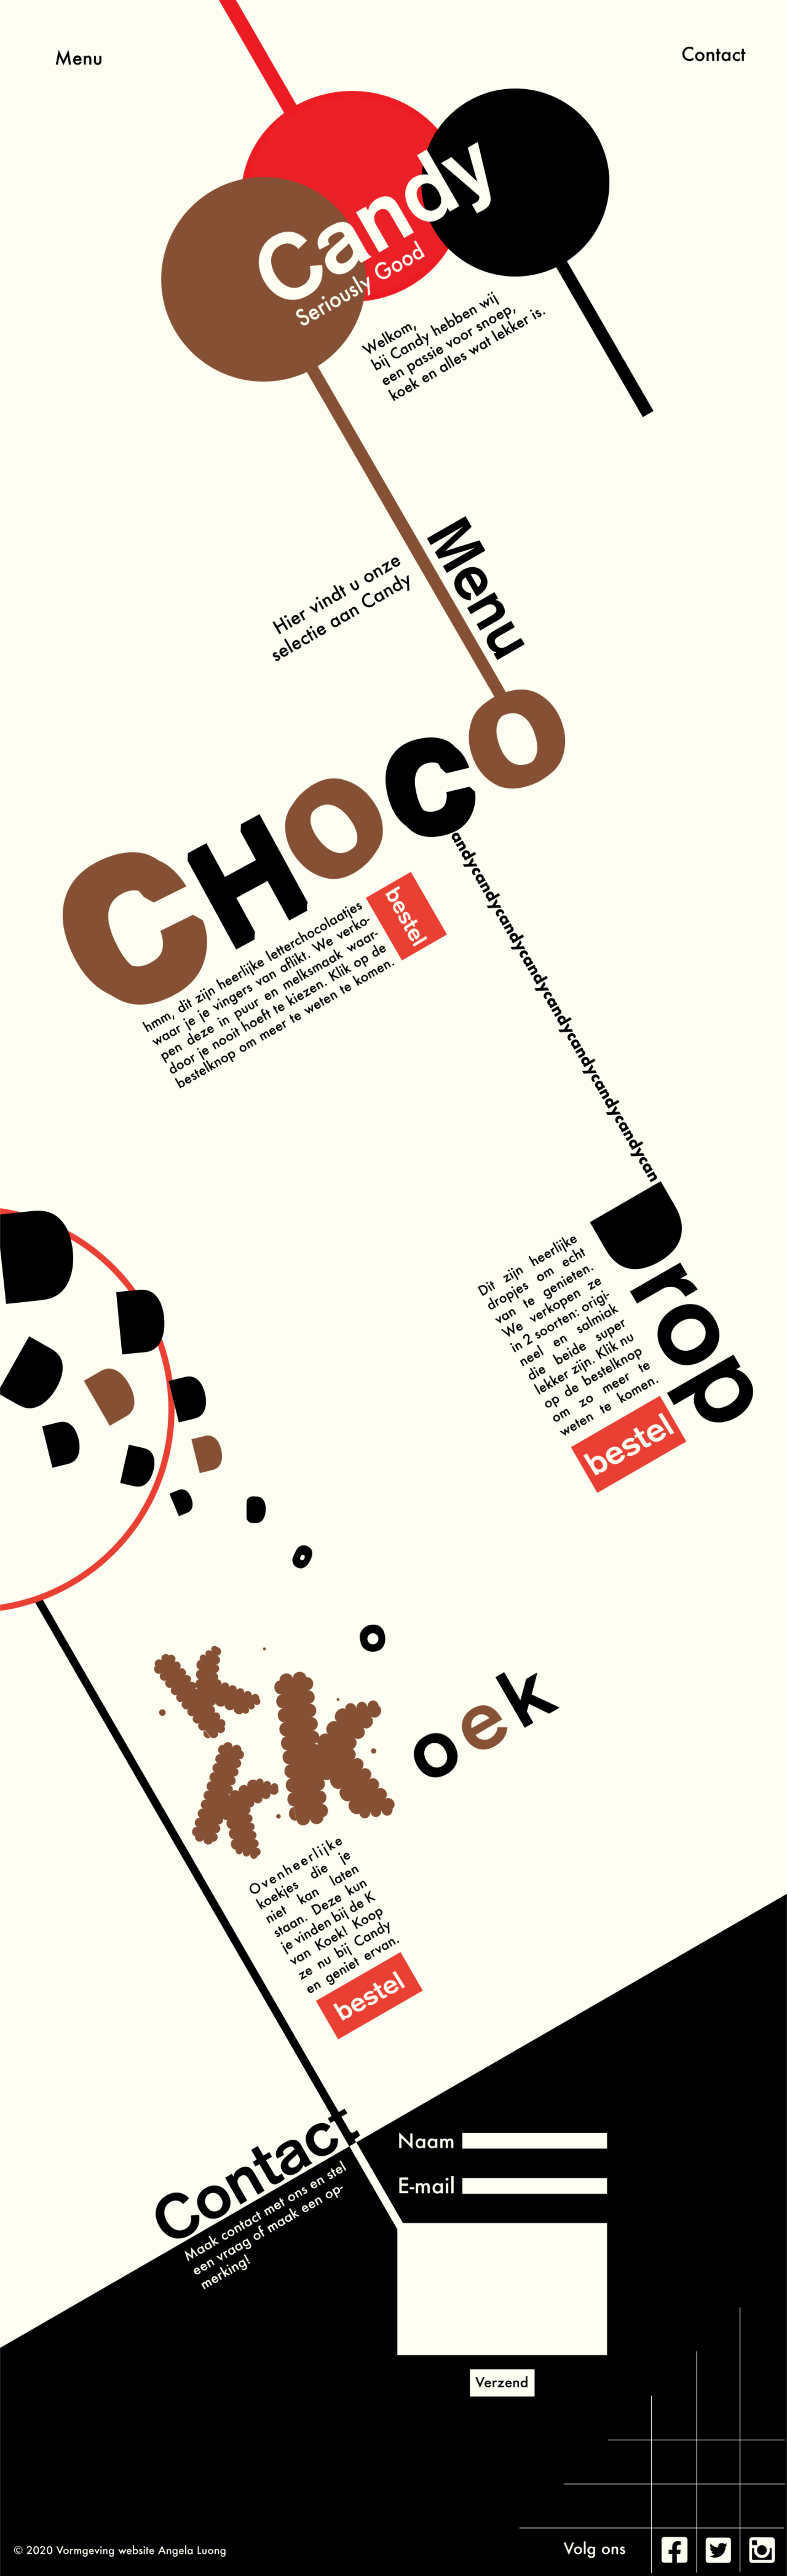 Menu
Contact
Candy
Seriously Good
Welkom,
bij Candy hebben wij
een passie voor snoep,
koek en alles wat lekker is.
Menu
Hier vindt u onze
selectie aan Candy
CHOCO
andycandycandycandycandycandycandycandycandycan
bestel
hmm, dit zijn heerlijke letterchocolaatjes
waar je je vingers van aflikt. We verko-
pen deze in puur en melksmaak waar-
door je nooit hoeft te kiezen. Klik op de
bestelknop om meer te weten te komen.
Drop
Dit zijn heerlijke
dropjes om echt
van te genieten.
We verkopen ze
in 2 soorten: origi-
neel en salmiak
die beide super
lekker zijn. Klik nu
op de bestelknop
om zo meer te
weten te komen.
bestel
Koek
Ovenheerlijke
koekjes die je
niet kan laten
staan. Deze kun
je vinden bij de K
van Koek! Koop
ze nu bij Candy
en geniet ervan.
bestel
Contact
Maak contact met ons en stel
een vraag of maak een op-
merking!
Naam
E-mail
Verzend
© 2020 Vormgeving website Angela Luong
Volg ons